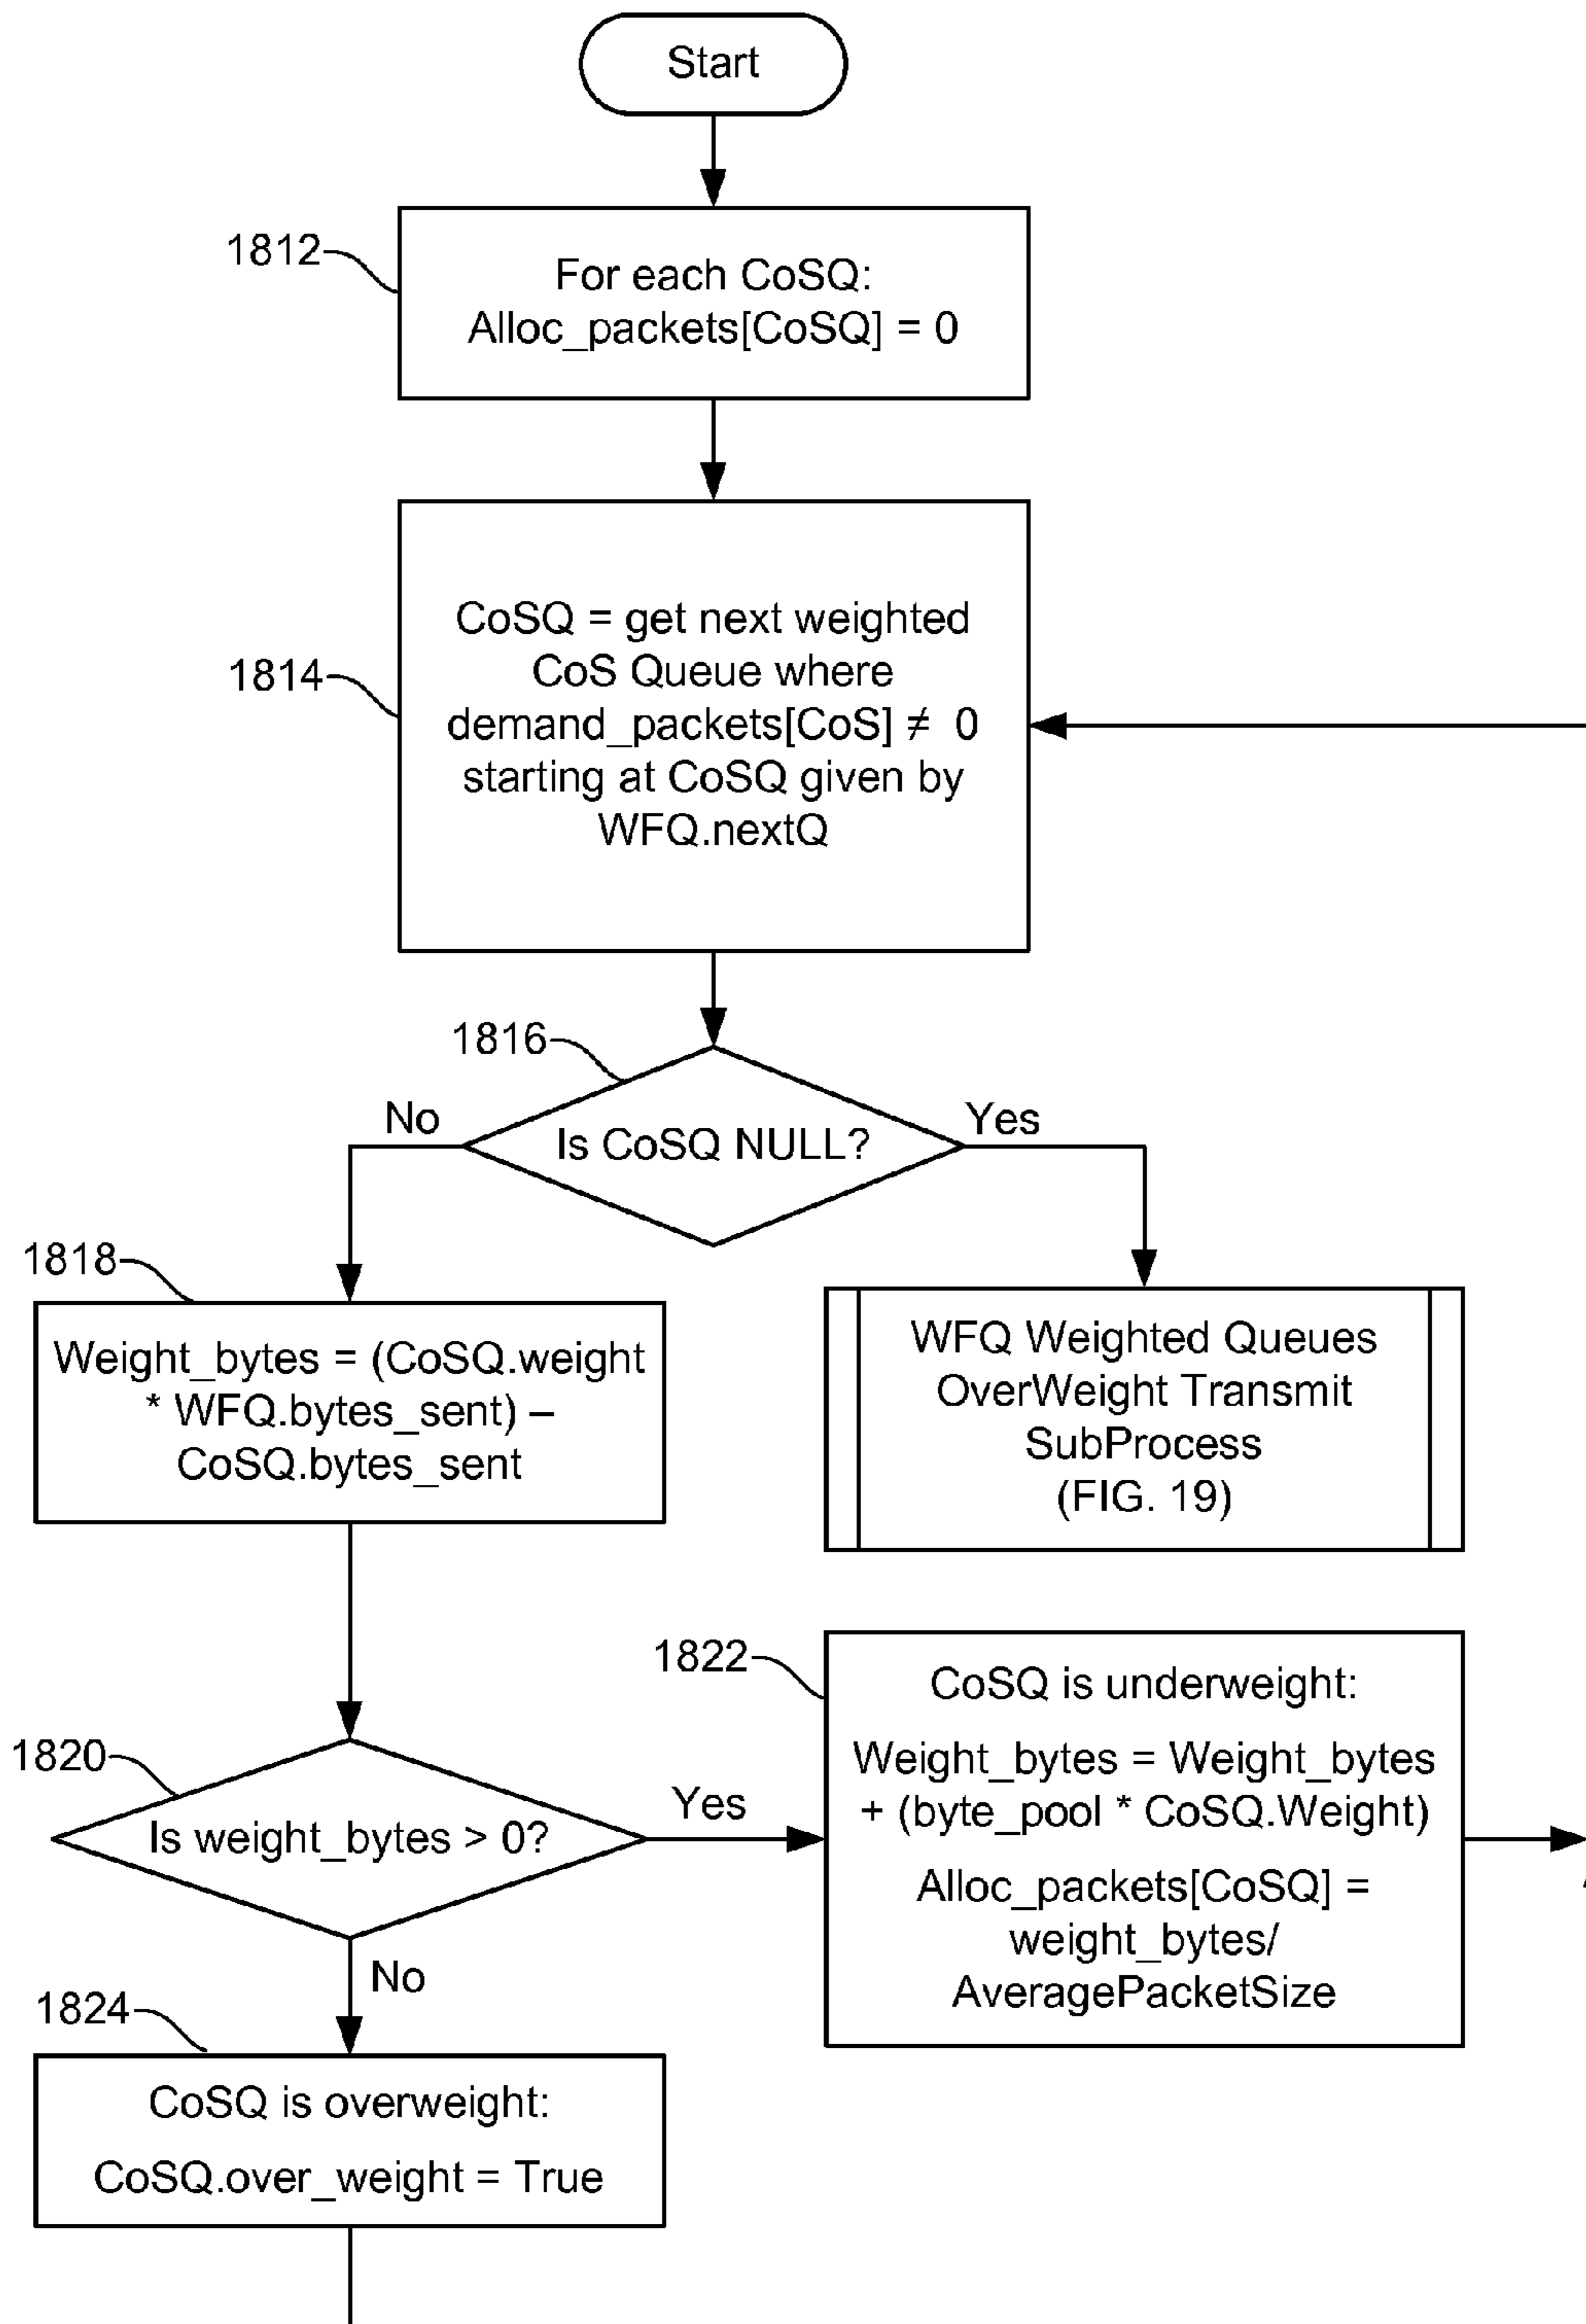 Start
1812
For each CoSQ:
Alloc_packets[CoSQ] = 0
1814
CoSQ = get next weighted
CoS Queue where
demand_packets[CoS] ≠ 0
starting at CoSQ given by
WFQ.nextQ
1816
No
Is CoSQ NULL?
Yes
1818
Weight_bytes = (CoSQ.weight
* WFQ.bytes_sent) –
CoSQ.bytes_sent
WFQ Weighted Queues
OverWeight Transmit
SubProcess
(FIG. 19)
1820
Is weight_bytes > 0?
Yes
No
1822
CoSQ is underweight:
Weight_bytes = Weight_bytes
+ (byte_pool * CoSQ.Weight)
Alloc_packets[CoSQ] =
weight_bytes/
AveragePacketSize
1824
CoSQ is overweight:
CoSQ.over_weight = True